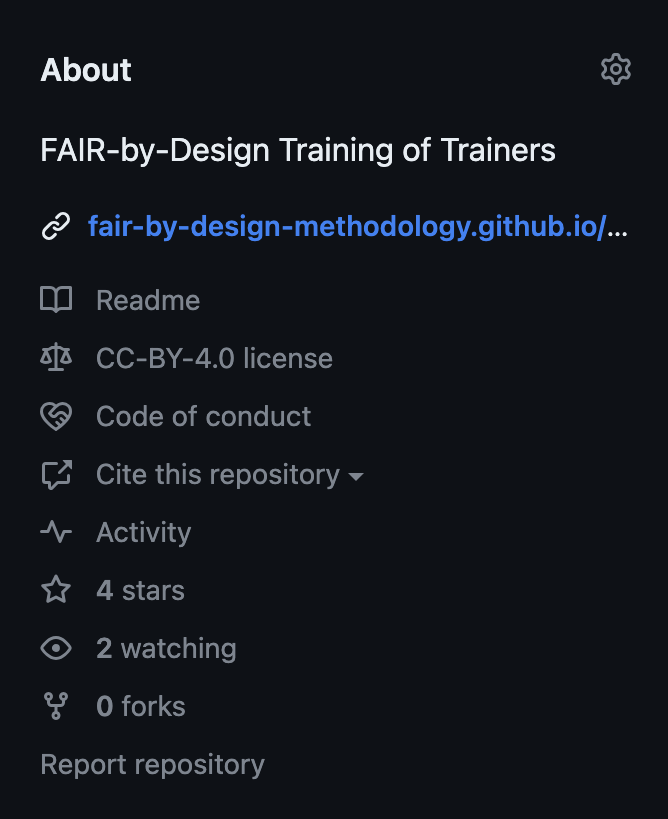 About
FAIR-by-Design Training of Trainers
fair-by-design-methodology.github.io/...
Readme
CC-BY-4.0 license
Code of conduct
Cite this repository
Activity
4 stars
2 watching
0 forks
Report repository